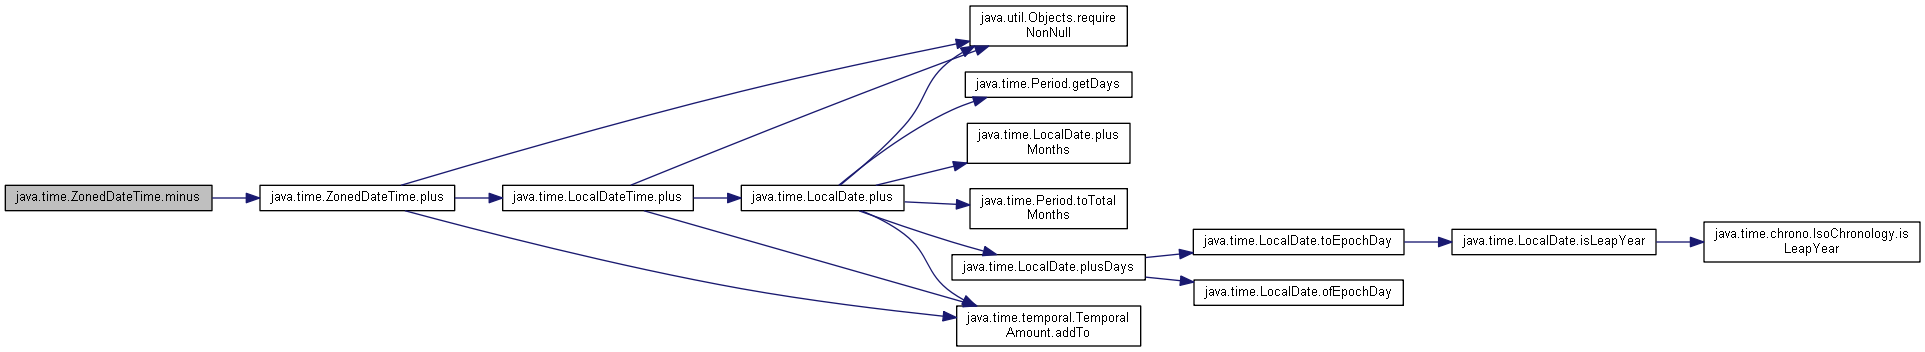 java.time.ZonedDateTime.minus
java.time.ZonedDateTime.plus
java.time.LocalDateTime.plus
java.time.LocalDate.plus
java.util.Objects.require
NonNull
java.time.Period.getDays
java.time.LocalDate.plus
Months
java.time.Period.toTotal
Months
java.time.LocalDate.plusDays
java.time.temporal.Temporal
Amount.addTo
java.time.LocalDate.toEpochDay
java.time.LocalDate.ofEpochDay
java.time.LocalDate.isLeapYear
java.time.chrono.IsoChronology.is
LeapYear